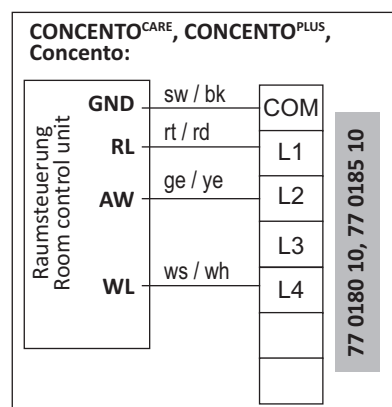 CONCENTOCARE, CONCENTOPLUS,
Concento:
Raumsteuerung
Room control unit
GND
sw / bk
COM
RL
rt / rd
L1
AW
ge / ye
L2
L3
WL
ws / wh
L4
77 0180 10, 77 0185 10